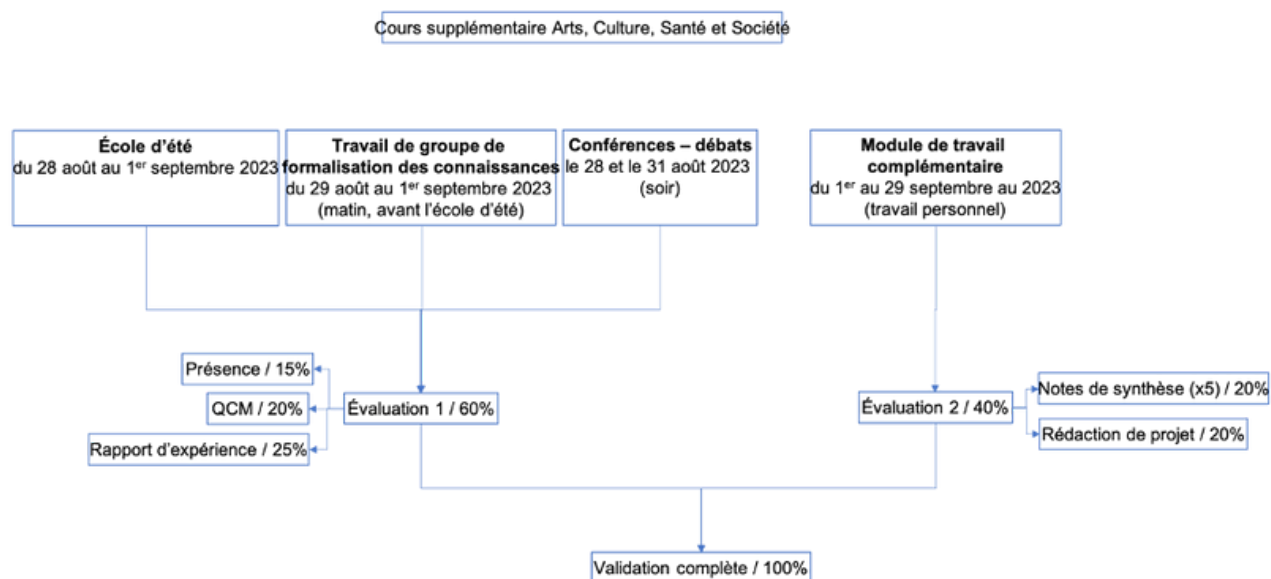 Cours supplémentaire Arts, Culture, Santé et Société
École d'été
du 28 août au 1er septembre 2023
Travail de groupe de
formalisation des connaissances
du 29 août au 1er septembre 2023
(matin, avant l'école d'été)
Conférences – débats
le 28 et le 31 août 2023
(soir)
Module de travail
complémentaire
du 1er au 29 septembre au 2023
(travail personnel)
Présence / 15%
QCM / 20%
Rapport d'expérience / 25%
Évaluation 1 / 60%
Évaluation 2 / 40%
Notes de synthèse (x5) / 20%
Rédaction de projet / 20%
Validation complète / 100%